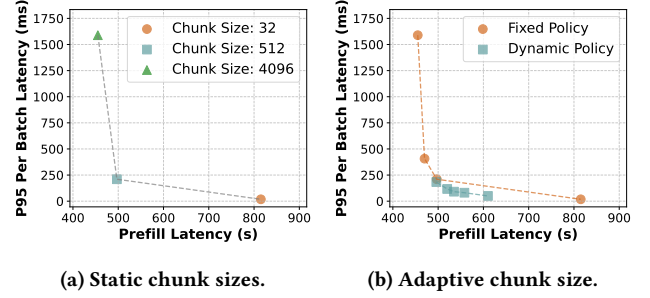 P95 Per Batch Latency (ms)
1750
1500
1250
1000
750
500
250
0
Chunk Size: 32
Chunk Size: 512
Chunk Size: 4096
400 500 600 700 800 900
Prefill Latency (s)
(a) Static chunk sizes.
P95 Per Batch Latency (ms)
1750
1500
1250
1000
750
500
250
0
Fixed Policy
Dynamic Policy
400 500 600 700 800 900
Prefill Latency (s)
(b) Adaptive chunk size.